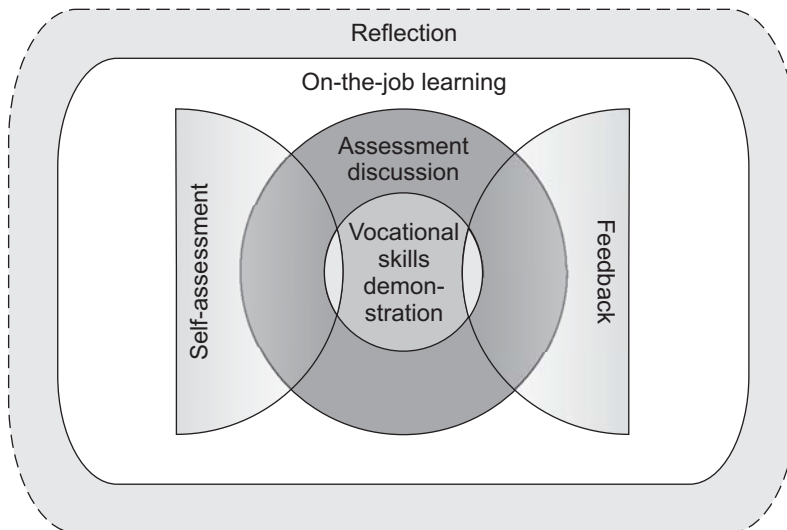 Reflection
On-the-job learning
Assessment
discussion
Self-assessment
Vocational
skills
demon-
stration
Feedback